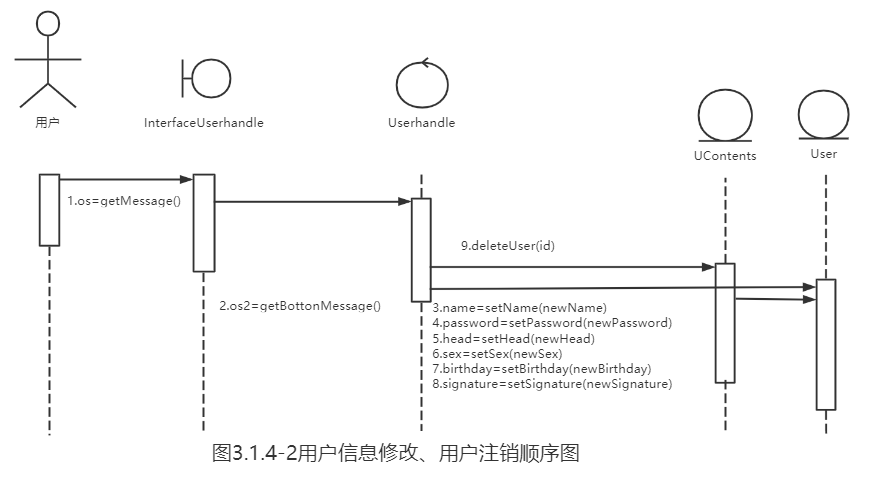 用户
InterfaceUserhandle
Userhandle
UContents
User
1.os=getMessage()
9.deleteUser(id)
2.os2=getBottonMessage()
3.name=setName(newName)
4.password=setPassword(newPassword)
5.head=setHead(newHead)
6.sex=setSex(newSex)
7.birthday=setBirthday(newBirthday)
8.signature=setSignature(newSignature)
图3.1.4-2用户信息修改、用户注销顺序图